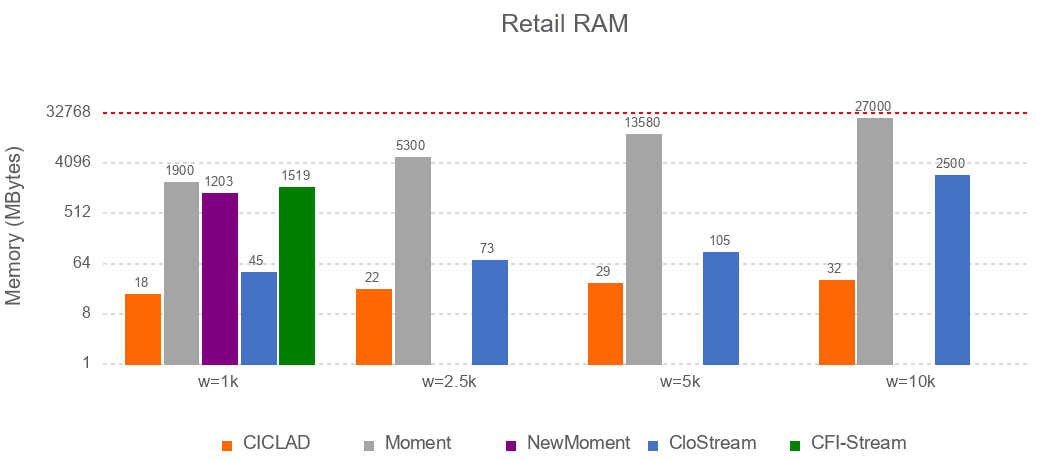 Retail RAM
Memory (MBytes)
32768
4096
512
64
8
1
18
1900
1203
45
1519
22
5300
73
29
13580
105
32
27000
2500
w=1k
w=2.5k
w=5k
w=10k
CICLAD
Moment
NewMoment
CloStream
CFI-Stream